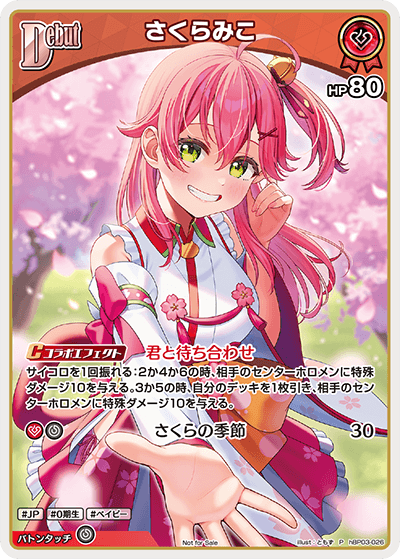 Debut
さくらみこ
HP80
コラボエフェクト 君と待ち合わせ
サイコロを1回振れる：2か4か6の時、相手のセンターホロメンに特殊
ダメージ10を与える。3か5の時、自分のデッキを1枚引き、相手のセン
ターホロメンに特殊ダメージ10を与える。
さくらの季節 30
#JP #0期生 #ベイビー
バトンタッチ
Not for Sale
illust：ともず P hBP03-026